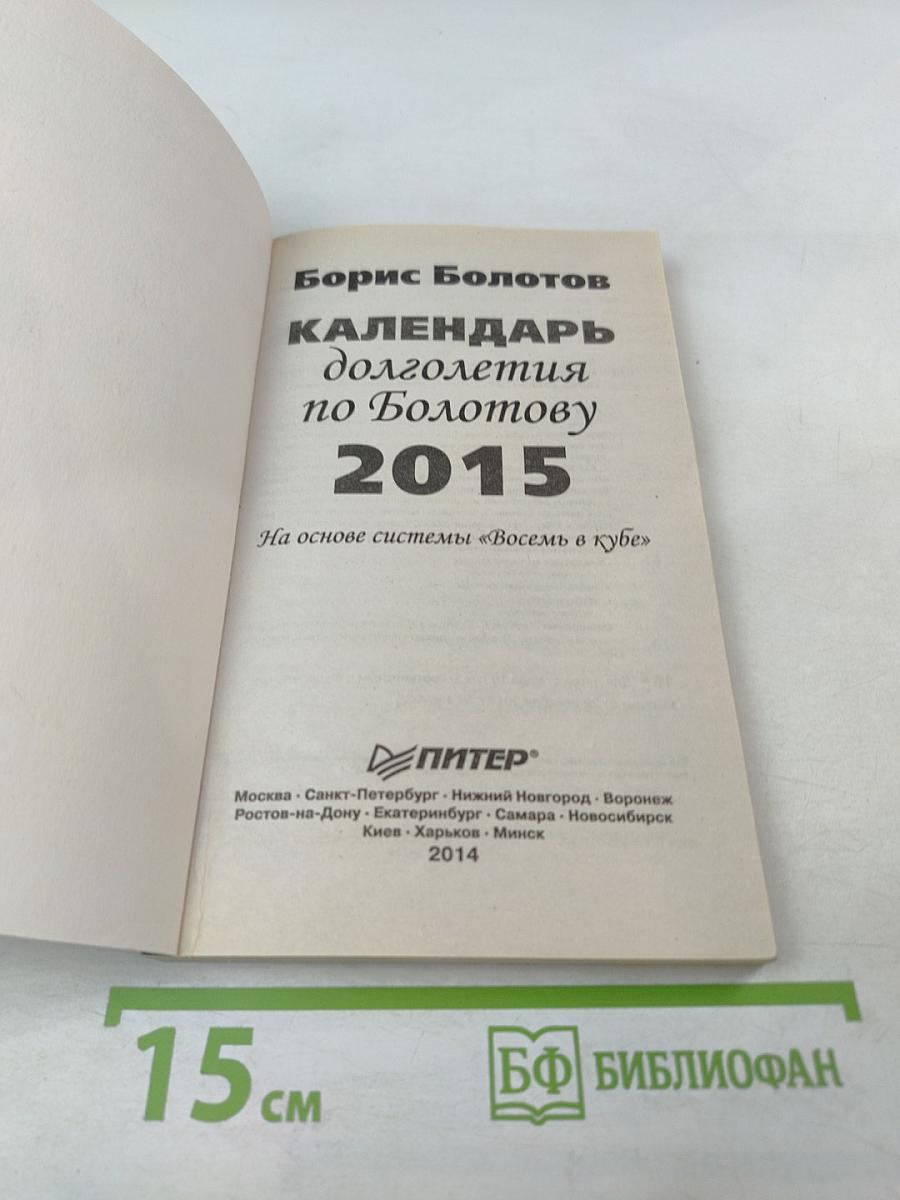 Борис Болотов
КАЛЕНДАРЬ
долголетия
по Болотову
2015
На основе системы «Восемь в кубе»
ПИТЕР®
Москва · Санкт-Петербург · Нижний Новгород · Воронеж
Ростов-на-Дону · Екатеринбург · Самара · Новосибирск
Киев · Харьков · Минск
2014
15 см
БФ БИБЛИОФАН